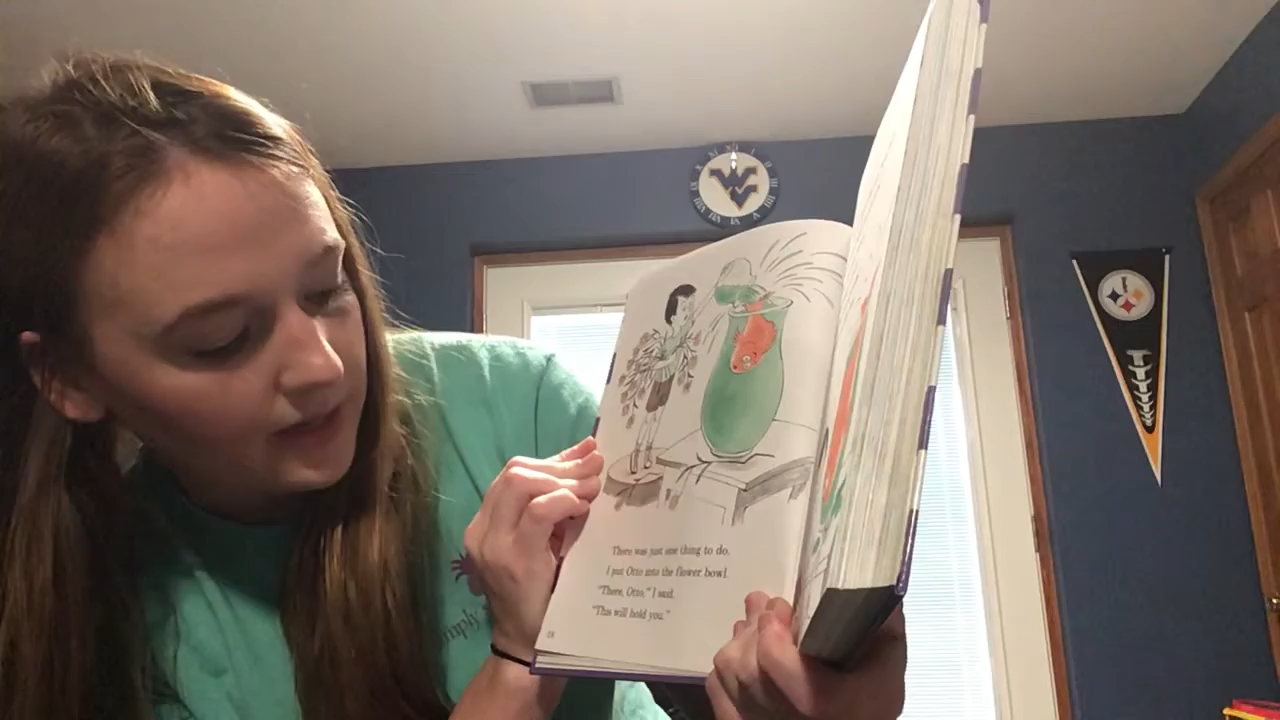 There was just one thing to do.
I put Otto into the flower bowl.
"There, Otto," I said.
"This will hold you."